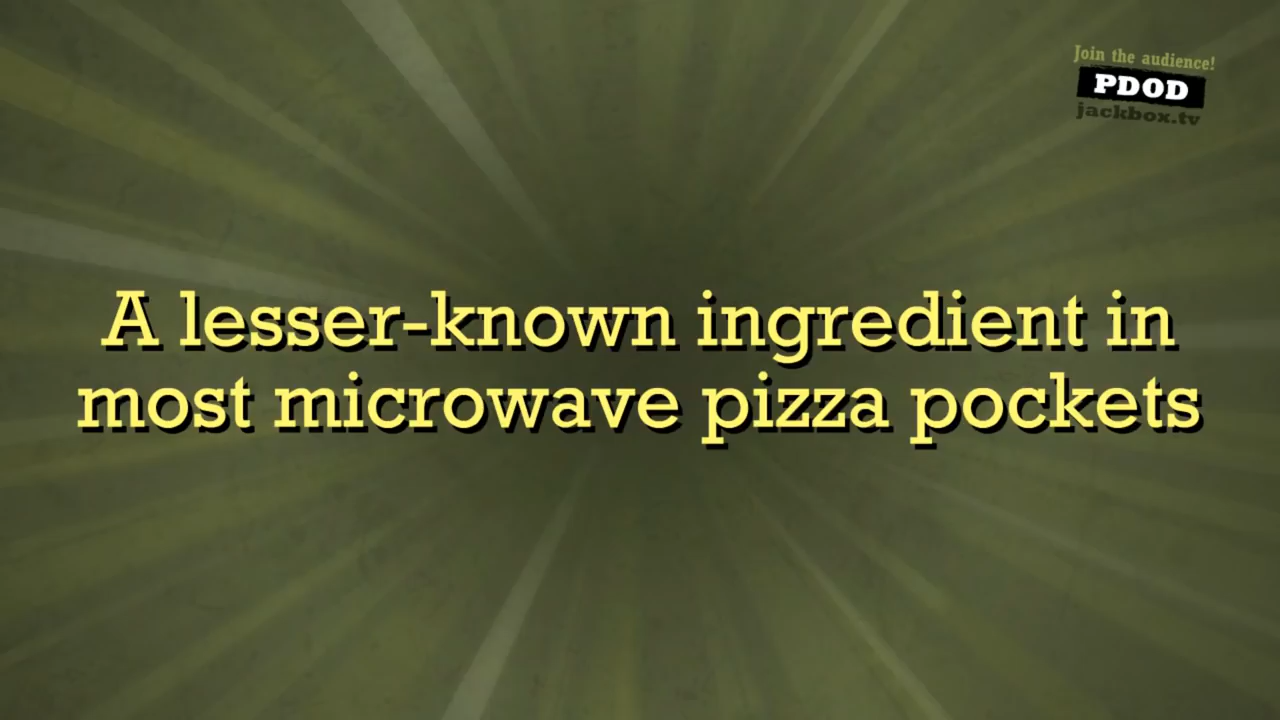 Join the audience!
PDOD
jackbox.tv
A lesser-known ingredient in
most microwave pizza pockets